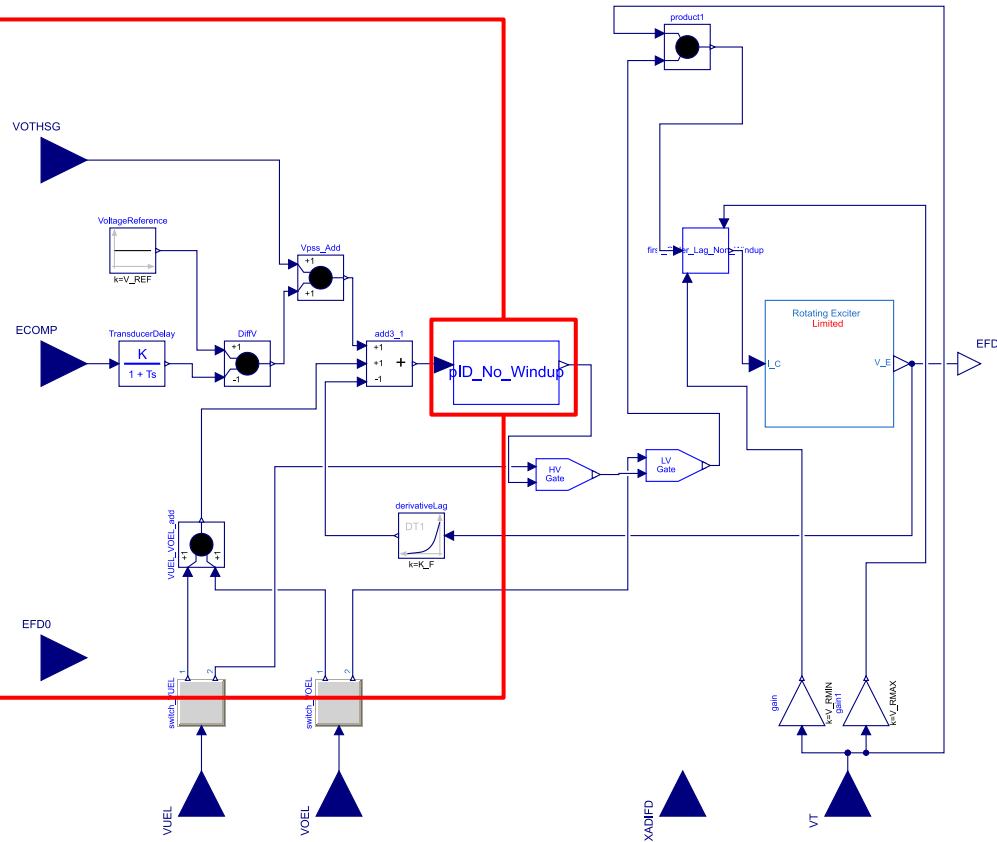 product1
VOTHSG
VoltageReference
k=V_REF
Vpss_Add
+1
+1
ECOMP
TransducerDelay
K
1 + Ts
DiffV
+1
-1
add3_1
+1
+1
-1
+
pID_No_Windup
Rotating Exciter
Limited
I_C
V_E
EFD
HV
Gate
LV
Gate
derivativeLag
DT1
k=K_F
VUEL_VOEL_add
+1
+1
EFD0
1
2
switch_VUEL
1
2
switch_VOEL
gain
k=V_RMIN
gain1
k=V_RMAX
VUEL
VOEL
XADIFD
VT